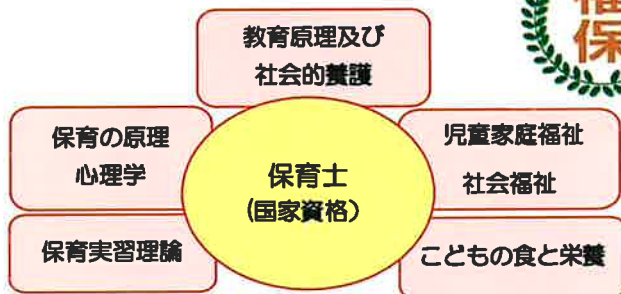 福
保
教育原理及び
社会的養護
保育の原理
心理学
保育士
(国家資格)
児童家庭福祉
社会福祉
保育実習理論
こどもの食と栄養